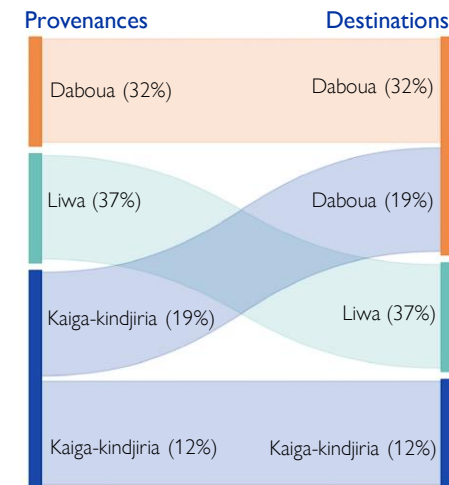 Provenances Destinations
Daboua (32%) Daboua (32%)
Liwa (37%) Daboua (19%)
Kaiga-kindjiria (19%) Liwa (37%)
Kaiga-kindjiria (12%) Kaiga-kindjiria (12%)